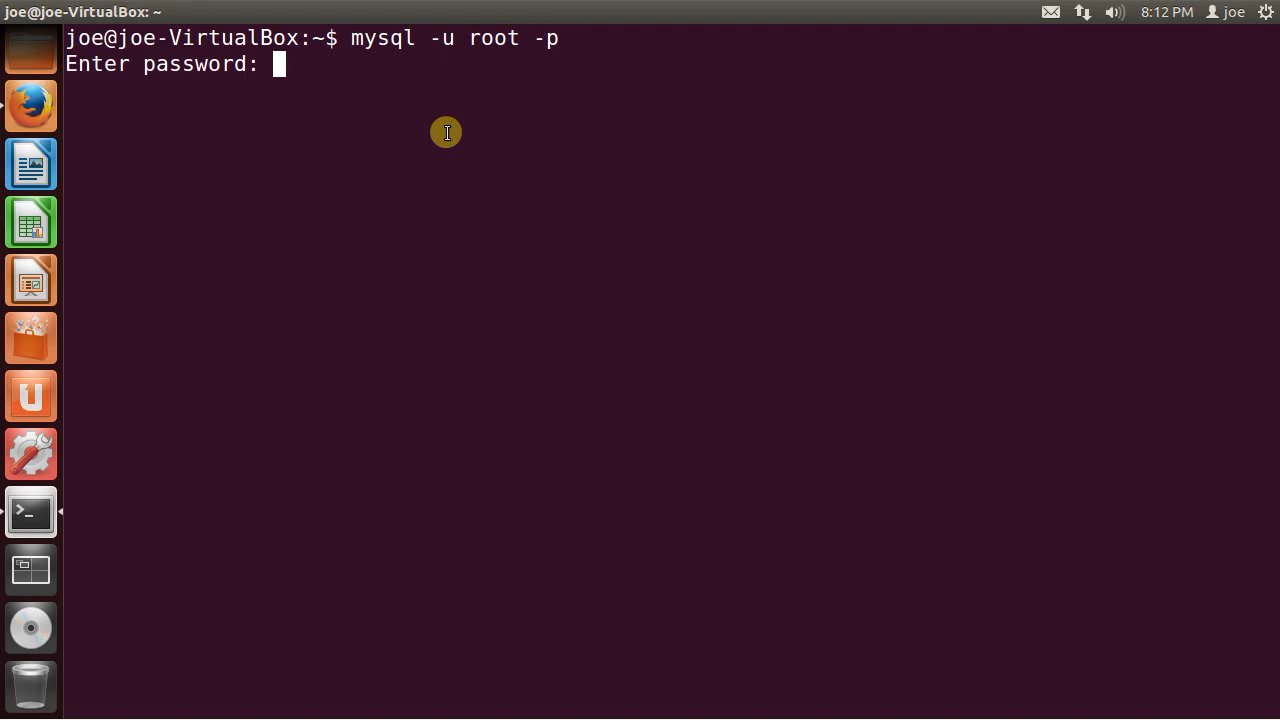 joe@joe-VirtualBox: ~
8:12 PM
joe
joe@joe-VirtualBox:~$ mysql -u root -p
Enter password: